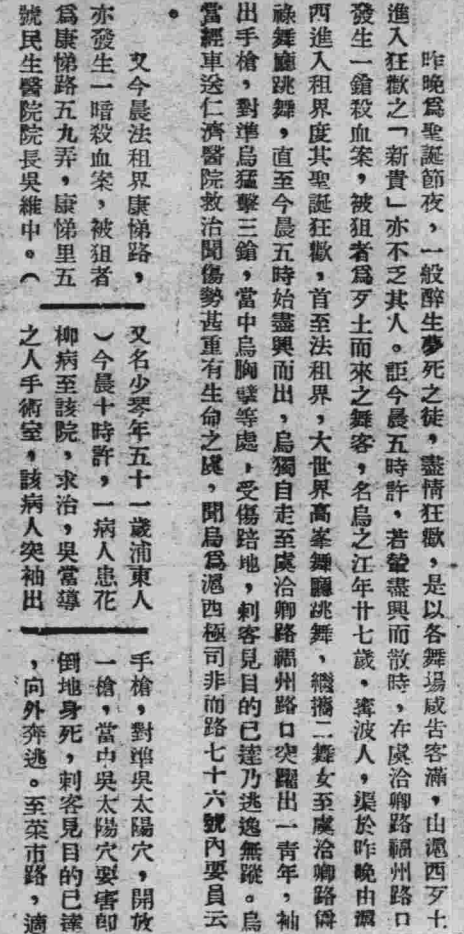 昨晚爲聖誕節夜，一般醉生夢死之徒，盡情狂歡，是以各舞場咸告客滿，由滬西歹土
進入狂歡之「新貴」亦不乏其人。詎今晨五時許，若輩盡興而散時，在虞洽卿路福州路口
發生一鎗殺血案，被狙者爲歹土而來之舞客，名烏之江年廿七歲，寗波人，渠於昨晚由滬
西進入租界度其聖誕狂歡，首至法租界，大世界高峯舞廳跳舞，繼攜二舞女至虞洽卿路
祿舞廳跳舞，直至今晨五時始盡興而出，烏獨自走至虞洽卿路福州路口突躍出一青年，袖
出手槍，對準烏猛擊三鎗，當中烏胸擘等處，受傷踣地，刺客見目的已達乃逃逸無蹤。烏
當經車送仁濟醫院救治聞傷勢甚重有生命之虞，聞烏爲滬西極司非而路七十六號內要員云
。
又今晨法租界康悌路，
亦發生一暗殺血案，被狙者
爲康悌路五九弄，康悌里五
號民生醫院院長吳維中。（
又名少琴年五十一歲浦東人
）今晨十時許，一病人患花
柳病至該院，求治，吳當導
之人手術室，該病人突袖出
手槍，對準吳太陽穴，開放
一槍，當中吳太陽穴要害卽
倒地身死，刺客見目的已達
，向外奔逃。至菜市路，適